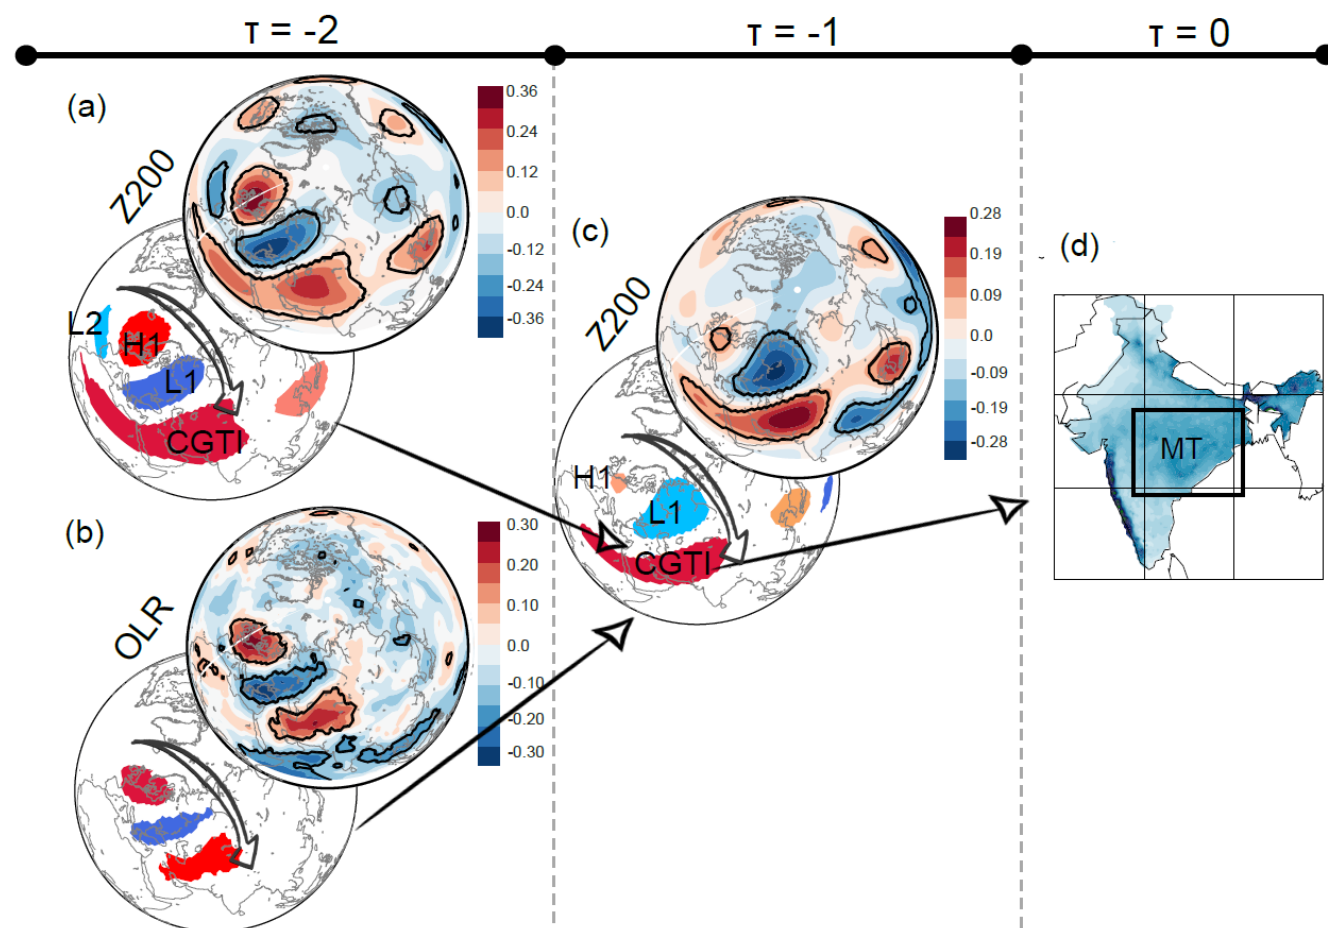 τ = -2
τ = -1
τ = 0
(a)
Z200
0.36
0.24
0.12
0.0
-0.12
-0.24
-0.36
L2
H1
L1
CGTI
(b)
OLR
0.30
0.20
0.10
0.0
-0.10
-0.20
-0.30
(c)
Z200
0.28
0.19
0.09
0.0
-0.09
-0.19
-0.28
H1
L1
CGTI
(d)
MT